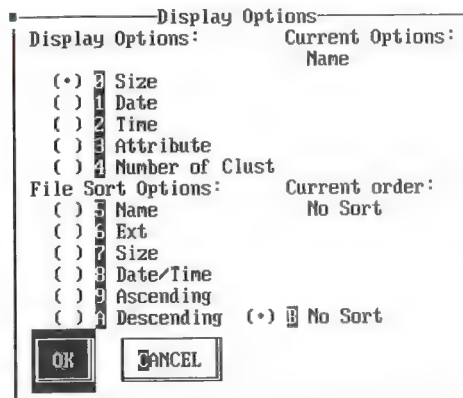 Display Options
Display Options: Current Options:
Name
(•) 0 Size
( ) 1 Date
( ) 2 Time
( ) 3 Attribute
( ) 4 Number of Clust
File Sort Options: Current order:
( ) 5 Name No Sort
( ) 6 Ext
( ) 7 Size
( ) 8 Date/Time
( ) 9 Ascending
( ) A Descending (•) B No Sort
OK CANCEL